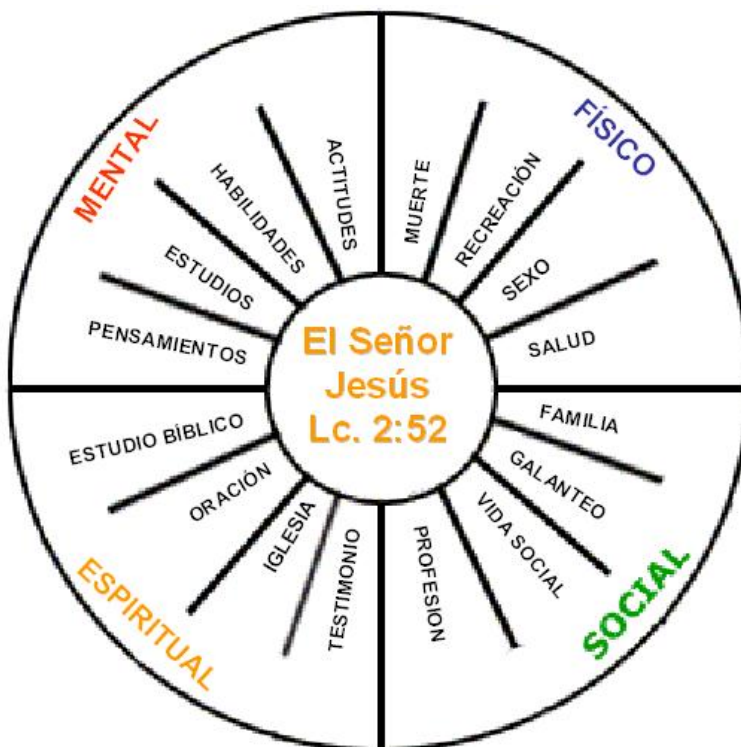 MENTAL
PENSAMIENTOS
ESTUDIOS
HABILIDADES
ACTITUDES
FÍSICO
MUERTE
RECREACIÓN
SEXO
SALUD
El Señor
Jesús
Lc. 2:52
ESPIRITUAL
ESTUDIO BÍBLICO
ORACIÓN
IGLESIA
TESTIMONIO
SOCIAL
FAMILIA
GALANTEO
VIDA SOCIAL
PROFESION